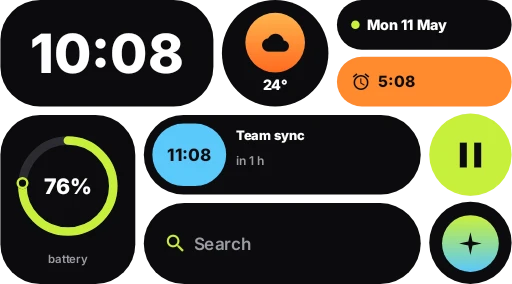 10:08
24°
Mon 11 May
5:08
76%
battery
11:08
Team sync
in 1 h
Search